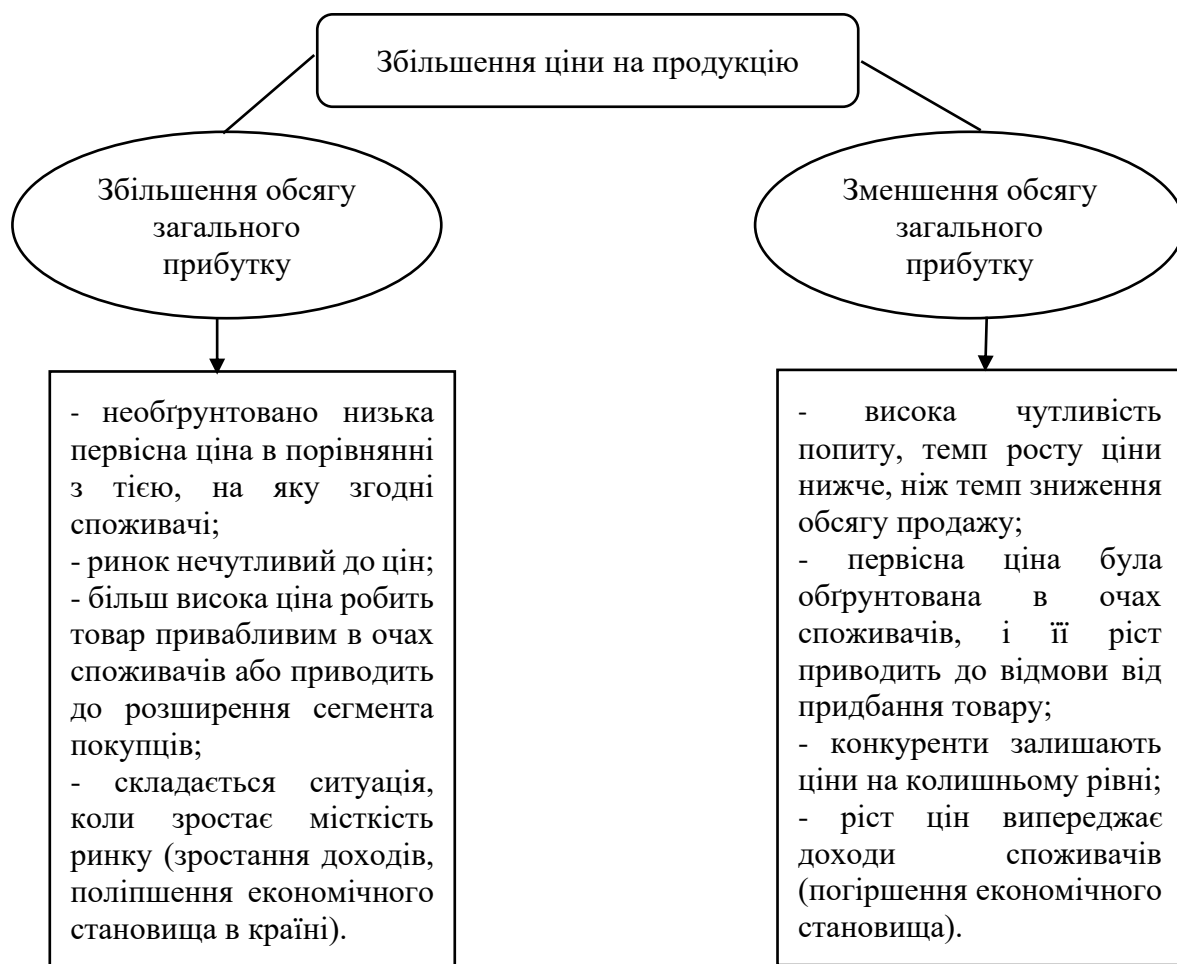 Збільшення ціни на продукцію
Збільшення обсягу
загального
прибутку
Зменшення обсягу
загального
прибутку
- необґрунтовано низька
первісна ціна в порівнянні
з тією, на яку згодні
споживачі;
- ринок нечутливий до цін;
- більш висока ціна робить
товар привабливим в очах
споживачів або приводить
до розширення сегмента
покупців;
- складається ситуація,
коли зростає місткість
ринку (зростання доходів,
поліпшення економічного
становища в країні).
- висока чутливість
попиту, темп росту ціни
нижче, ніж темп зниження
обсягу продажу;
- первісна ціна була
обґрунтована в очах
споживачів, і її ріст
приводить до відмови від
придбання товару;
- конкуренти залишають
ціни на колишньому рівні;
- ріст цін випереджає
доходи споживачів
(погіршення економічного
становища).